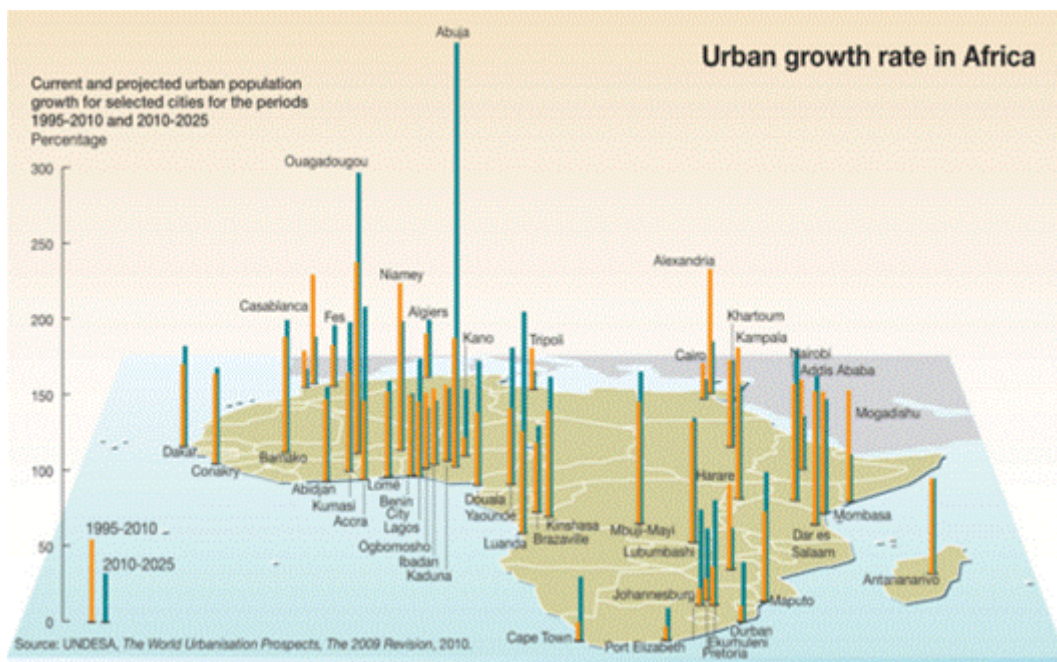 Abuja
Urban growth rate in Africa
Current and projected urban population
growth for selected cities for the periods
1995-2010 and 2010-2025
Percentage
300
250
200
150
100
50
0
Ouagadougou
Casablanca
Fes
Niamey
Algiers
Kano
Tripoli
Alexandria
Cairo
Khartoum
Kampala
Nairobi
Addis Ababa
Mogadishu
Dakar
Conakry
Bamako
Abidjan
Kumasi
Accra
Lomé
Benin
City
Lagos
Ogbomosho
Ibadan
Kaduna
Douala
Yaoundé
Luanda
Kinshasa
Brazaville
Mbuji-Mayi
Lubumbashi
Harare
Dar es
Salaam
Mombasa
Antananarivo
Johannesburg
Maputo
Durban
Ekurhuleni
Pretoria
Port Elizabeth
Cape Town
1995-2010
2010-2025
Source: UNDESA, The World Urbanisation Prospects, The 2009 Revision, 2010.